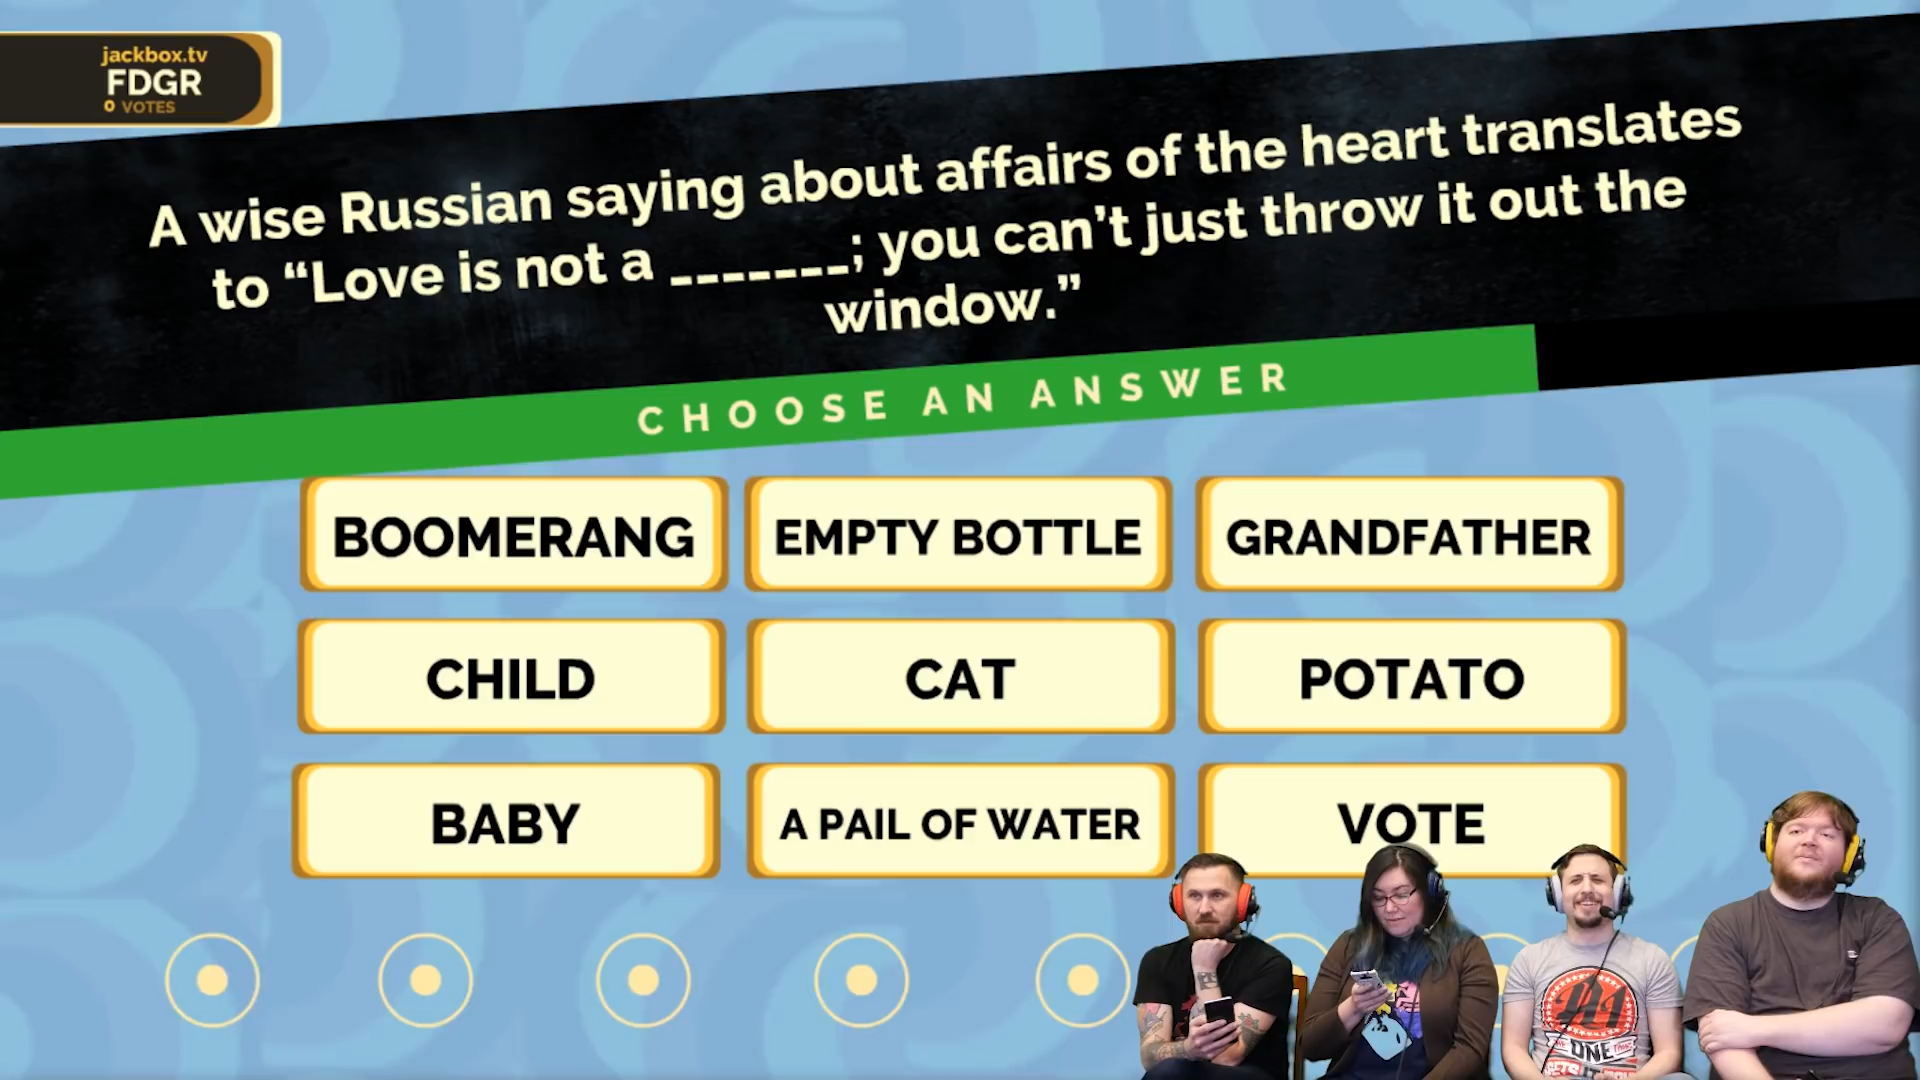 jackbox.tv
FDGR
0 VOTES
A wise Russian saying about affairs of the heart translates
to “Love is not a _______; you can’t just throw it out the
window.”
CHOOSE AN ANSWER
BOOMERANG
EMPTY BOTTLE
GRANDFATHER
CHILD
CAT
POTATO
BABY
A PAIL OF WATER
VOTE
ONE